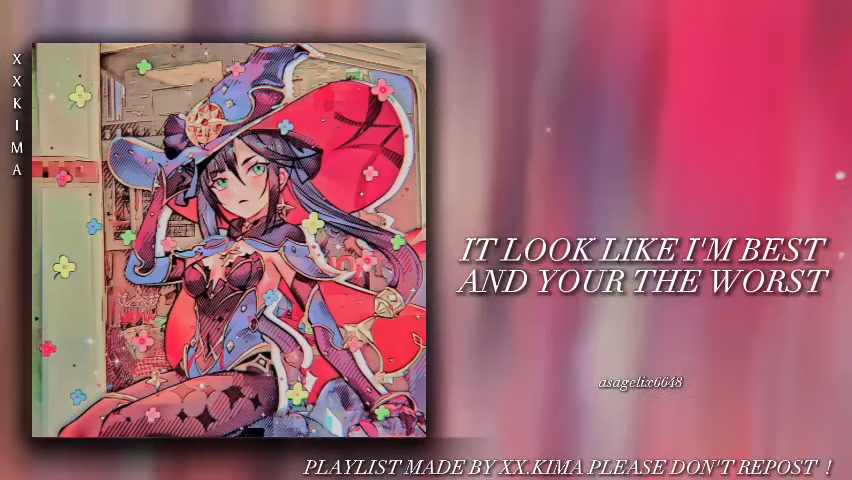 XXKIMA
IT LOOK LIKE I'M BEST
AND YOUR THE WORST
asagelix6648
PLAYLIST MADE BY XX.KIMA PLEASE DON'T REPOST !